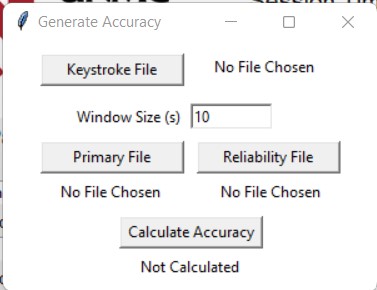 Generate Accuracy
Keystroke File No File Chosen
Window Size (s) 10
Primary File Reliability File
No File Chosen No File Chosen
Calculate Accuracy
Not Calculated